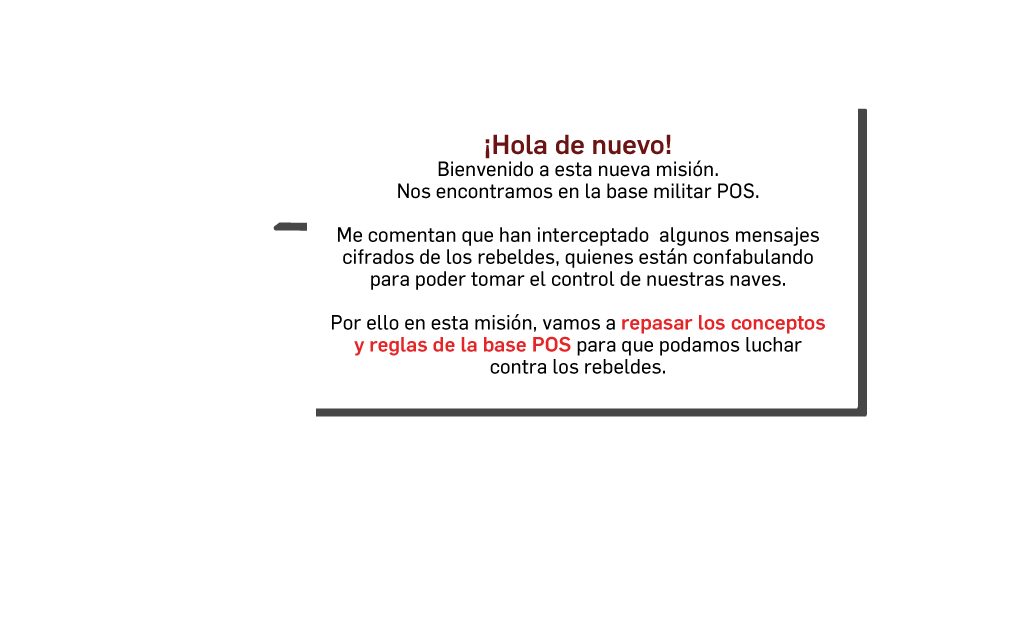 ¡Hola de nuevo!
Bienvenido a esta nueva misión.
Nos encontramos en la base militar POS.
Me comentan que han interceptado  algunos mensajes
cifrados de los rebeldes, quienes están confabulando
para poder tomar el control de nuestras naves.
Por ello en esta misión, vamos a repasar los conceptos
y reglas de la base POS para que podamos luchar
contra los rebeldes.